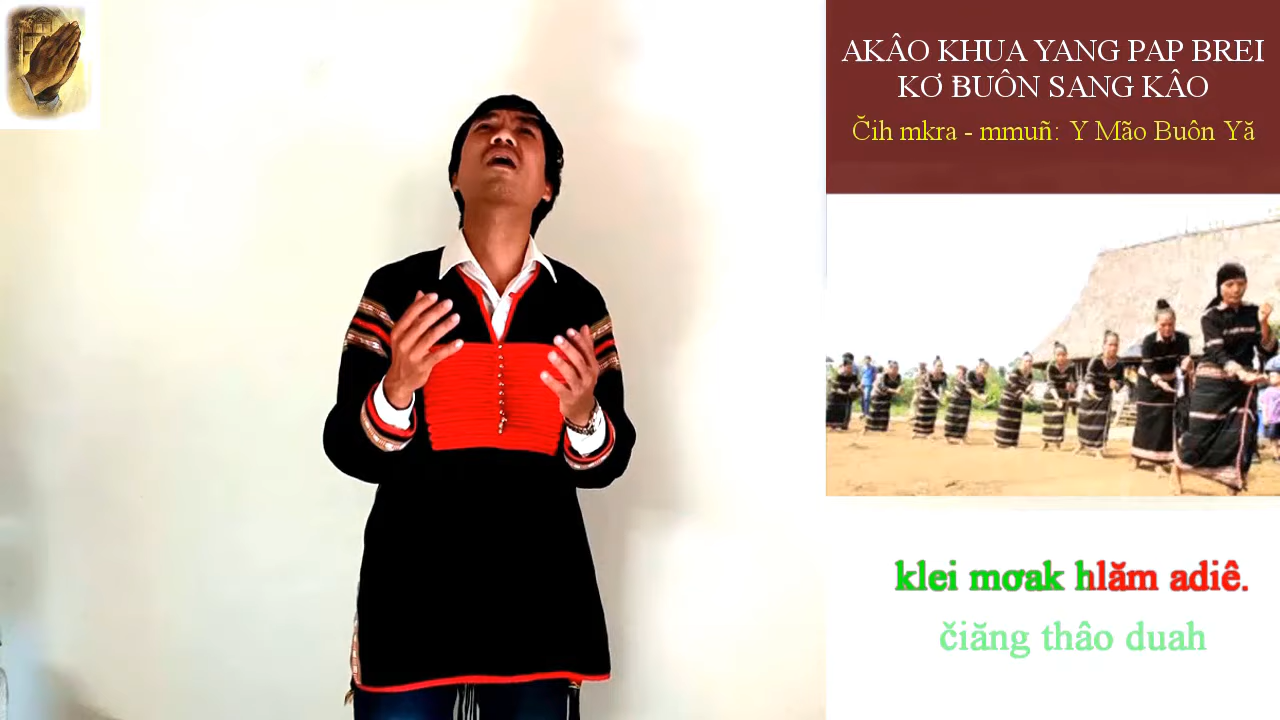 AKÂO KHUA YANG PAP BREI
KƠ ƀUÔN SANG KÂO
Čih mkra - mmuñ: Y Mão Buôn Yă
klei mơak hlăm adiê.
čiăng thâo duah